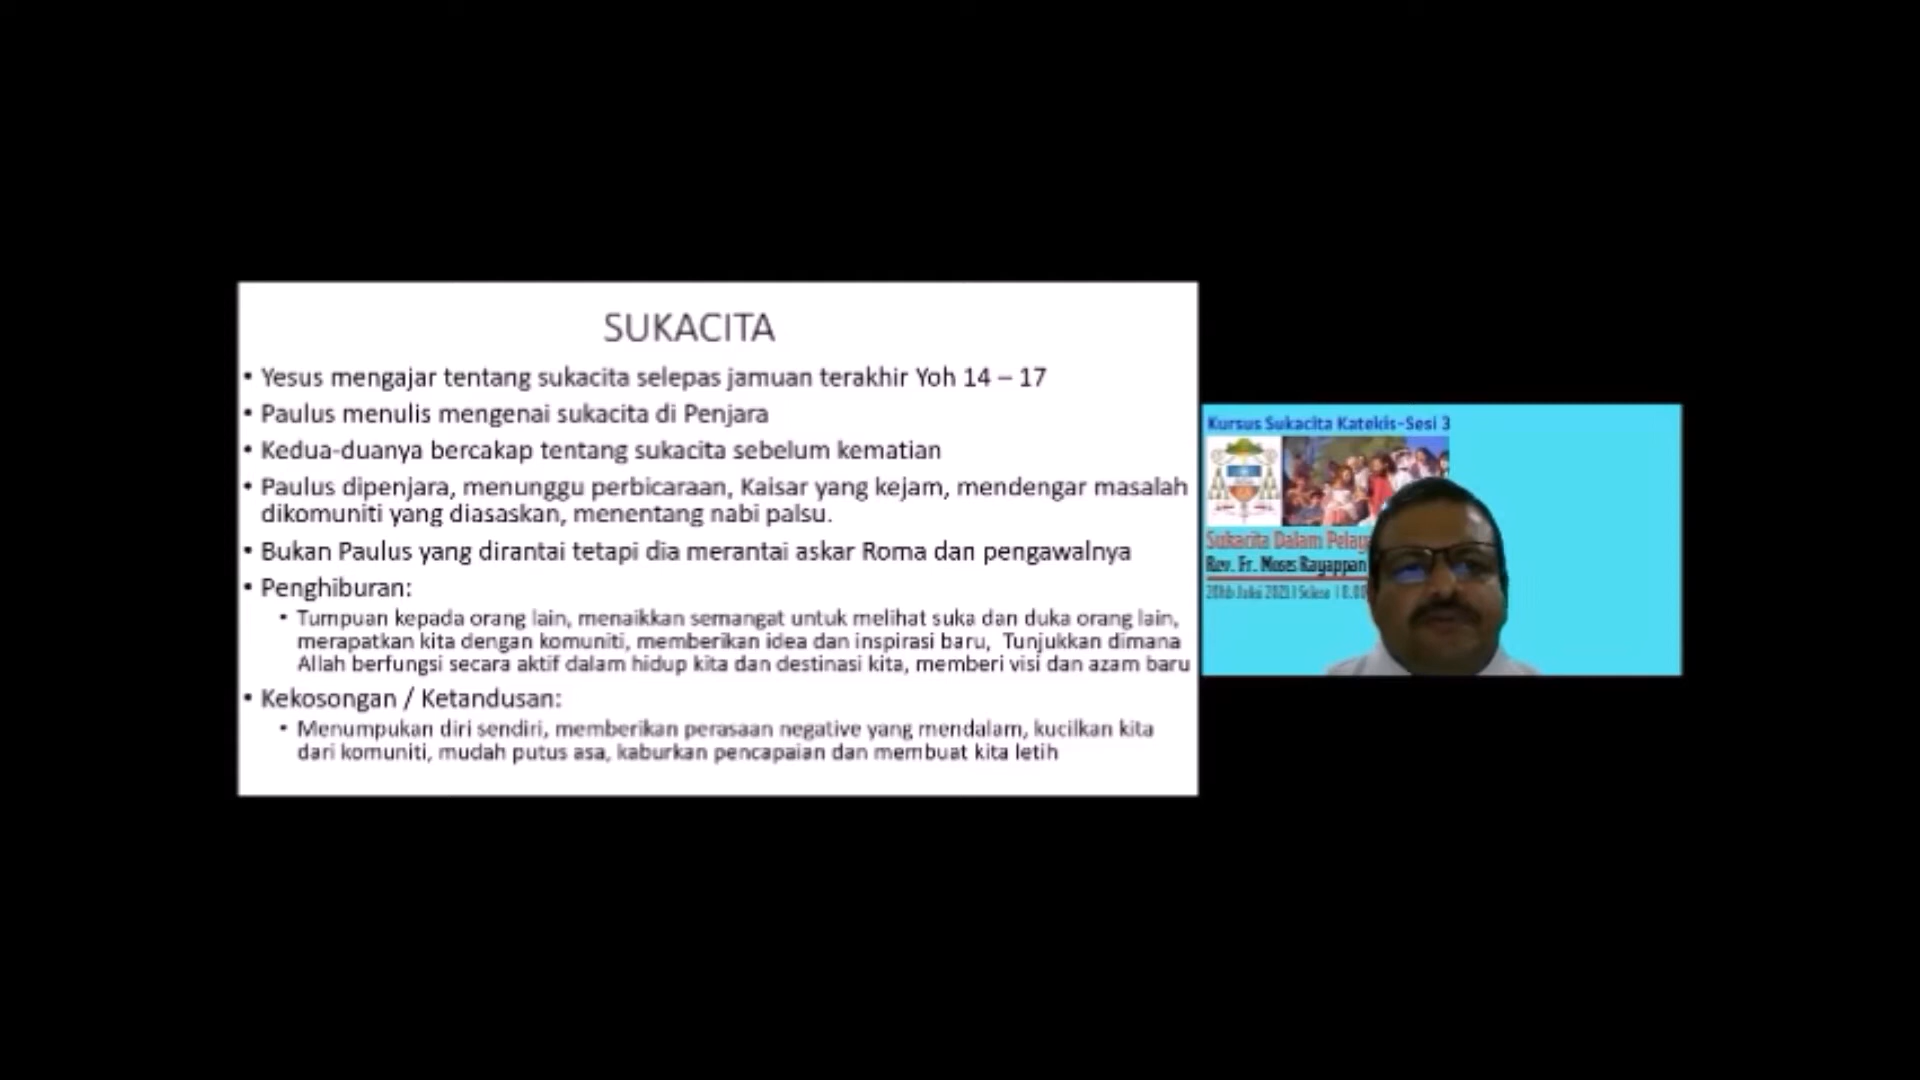 SUKACITA
• Yesus mengajar tentang sukacita selepas jamuan terakhir Yoh 14 – 17
• Paulus menulis mengenai sukacita di Penjara
• Kedua-duanya bercakap tentang sukacita sebelum kematian
• Paulus dipenjara, menunggu perbicaraan, Kaisar yang kejam, mendengar masalah
dikomuniti yang diasaskan, menentang nabi palsu.
• Bukan Paulus yang dirantai tetapi dia merantai askar Roma dan pengawalnya
• Penghiburan:
• Tumpuan kepada orang lain, menaikkan semangat untuk melihat suka dan duka orang lain,
merapatkan kita dengan komuniti, memberikan idea dan inspirasi baru, Tunjukkan dimana
Allah berfungsi secara aktif dalam hidup kita dan destinasi kita, memberi visi dan azam baru
• Kekosongan / Ketandusan:
• Menumpukan diri sendiri, memberikan perasaan negative yang mendalam, kucilkan kita
dari komuniti, mudah putus asa, kaburkan pencapaian dan membuat kita letih
Kursus Sukacita Katekis-Sesi 3
Sukacita Dalam
Rev. Fr. Moses Rayappan